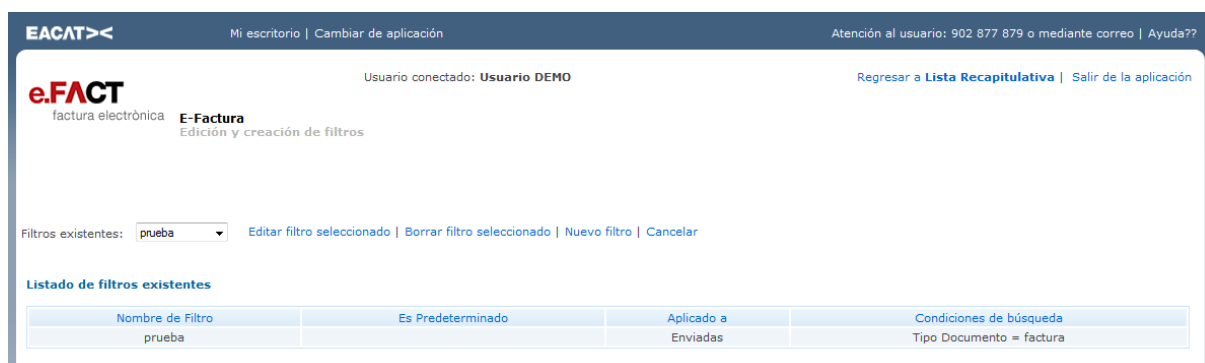 EACAT>< Mi escritorio | Cambiar de aplicación Atención al usuario: 902 877 879 o mediante correo | Ayuda??
Usuario conectado: Usuario DEMO Regresar a Lista Recapitulativa | Salir de la aplicación
e.FACT
factura electrònica E-Factura
Edición y creación de filtros
Filtros existentes: prueba Editar filtro seleccionado | Borrar filtro seleccionado | Nuevo filtro | Cancelar
Listado de filtros existentes
Nombre de Filtro Es Predeterminado Aplicado a Condiciones de búsqueda
prueba Enviadas Tipo Documento = factura